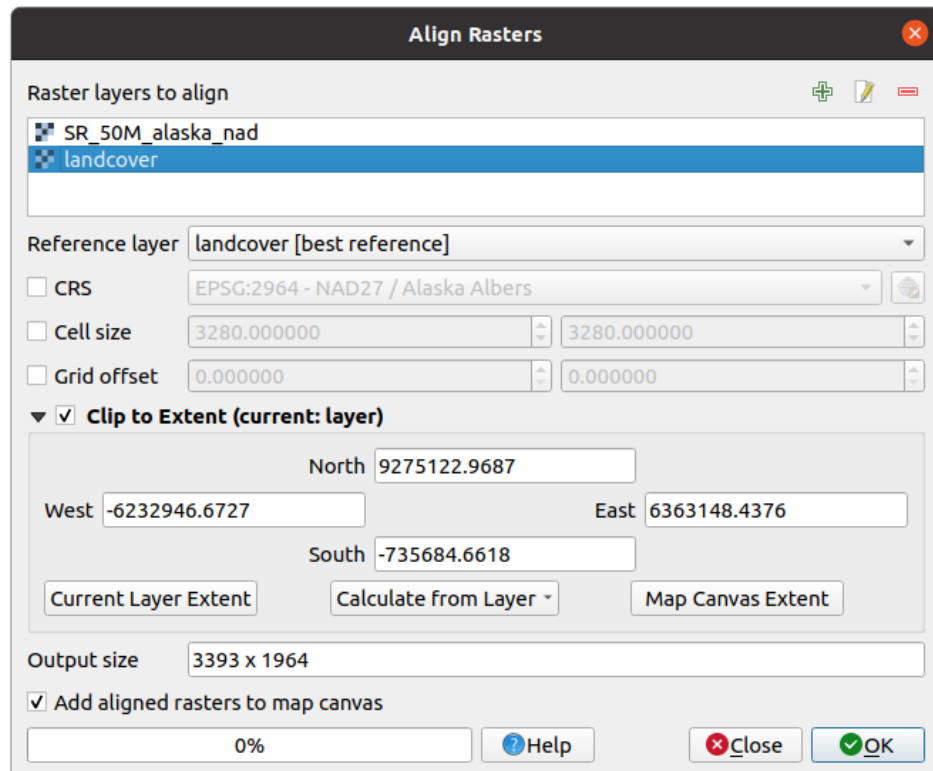 Align Rasters
Raster layers to align
SR_50M_alaska_nad
landcover
Reference layer landcover [best reference]
CRS EPSG:2964 - NAD27 / Alaska Albers
Cell size 3280.000000 3280.000000
Grid offset 0.000000 0.000000
Clip to Extent (current: layer)
North 9275122.9687
West -6232946.6727 East 6363148.4376
South -735684.6618
Current Layer Extent Calculate from Layer Map Canvas Extent
Output size 3393 x 1964
Add aligned rasters to map canvas
0% Help Close OK